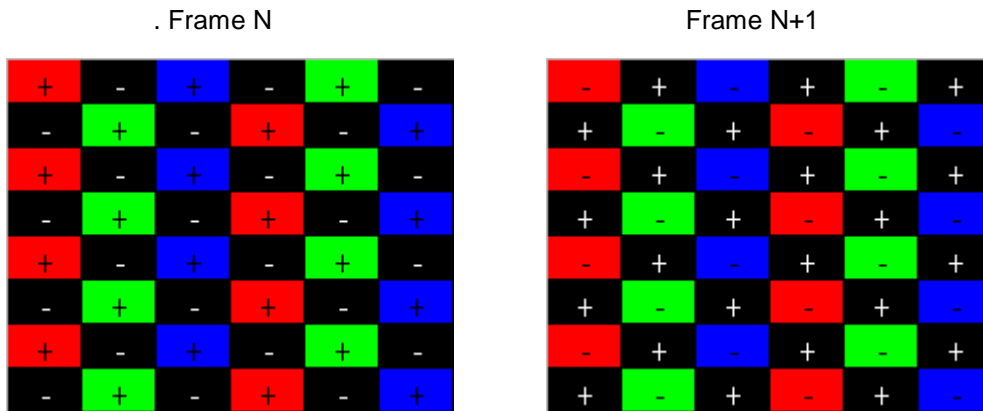 . Frame N Frame N+1
+ - + - + - - + - + - +
- + - + - + + - + - + -
+ - + - + - - + - + - +
- + - + - + + - + - + -
+ - + - + - - + - + - +
- + - + - + + - + - + -
+ - + - + - - + - + - +
- + - + - + + - + - + -